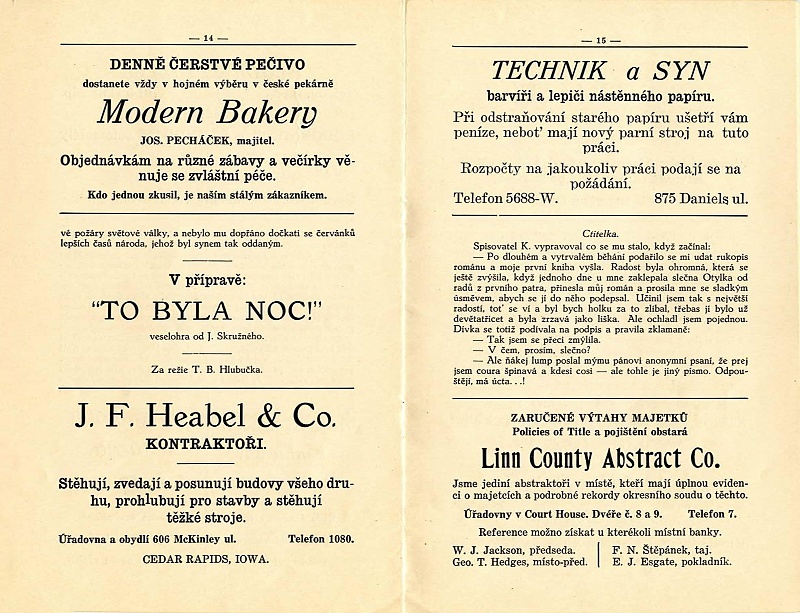 — 14 —
DENNĚ ČERSTVÉ PEČIVO
dostanete vždy v hojném výběru v české pekárně
Modern Bakery
JOS. PECHÁČEK, majitel.
Objednávkám na různé zábavy a večírky vě-
nuje se zvláštní péče.
Kdo jednou zkusil, je naším stálým zákazníkem.
vé požáry světové války, a nebylo mu dopřáno dočkati se červánků
lepších časů národa, jehož byl synem tak oddaným.
V přípravě:
"TO BYLA NOC!"
veselohra od J. Skružného.
Za režie T. B. Hlubučka.
J. F. Heabel & Co.
KONTRAKTOŘI.
Stěhují, zvedají a posunují budovy všeho dru-
hu, prohlubují pro stavby a stěhují
těžké stroje.
Úřadovna a obydlí 606 McKinley ul. Telefon 1080.
CEDAR RAPIDS, IOWA.
— 15 —
TECHNIK a SYN
barvíři a lepiči nástěnného papíru.
Při odstraňování starého papíru ušetří vám
peníze, neboť mají nový parní stroj na tuto
práci.
Rozpočty na jakoukoliv práci podají se na
požádání.
Telefon 5688-W. 875 Daniels ul.
Ctitelka.
Spisovatel K. vypravoval co se mu stalo, když začínal:
— Po dlouhém a vytrvalém běhání podařilo se mi udat rukopis
románu a moje první kniha vyšla. Radost byla ohromná, která se
ještě zvýšila, když jednoho dne u mne zaklepala slečna Otylka od
radů z prvního patra, přinesla můj román a prosila mne se sladkým
úsměvem, abych se jí do něho podepsal. Učinil jsem tak s největší
radostí, toť se ví a byl bych holku za to zlíbal, třebas jí bylo už
devětatřicet a byla zrzavá jako liška. Ale ochladl jsem pojednou.
Dívka se totiž podívala na podpis a pravila zklamaně:
— Tak jsem se přeci zmýlila.
— V čem, prosím, slečno?
— Ale ňákej lump poslal mýmu pánovi anonymní psaní, že prej
jsem coura špinavá a kdesi cosi — ale tohle je jiný písmo. Odpou-
štějí, má úcta...!
ZARUČENÉ VÝTAHY MAJETKŮ
Policies of Title a pojištění obstará
Linn County Abstract Co.
Jsme jediní abstraktoři v místě, kteří mají úplnou eviden-
ci o majetcích a podrobné rekordy okresního soudu o těchto.
Úřadovny v Court House. Dvéře č. 8 a 9. Telefon 7.
Reference možno získat u kterékoli místní banky.
W. J. Jackson, předseda. F. N. Štěpánek, taj.
Geo. T. Hedges, místo-před. E. J. Esgate, pokladník.